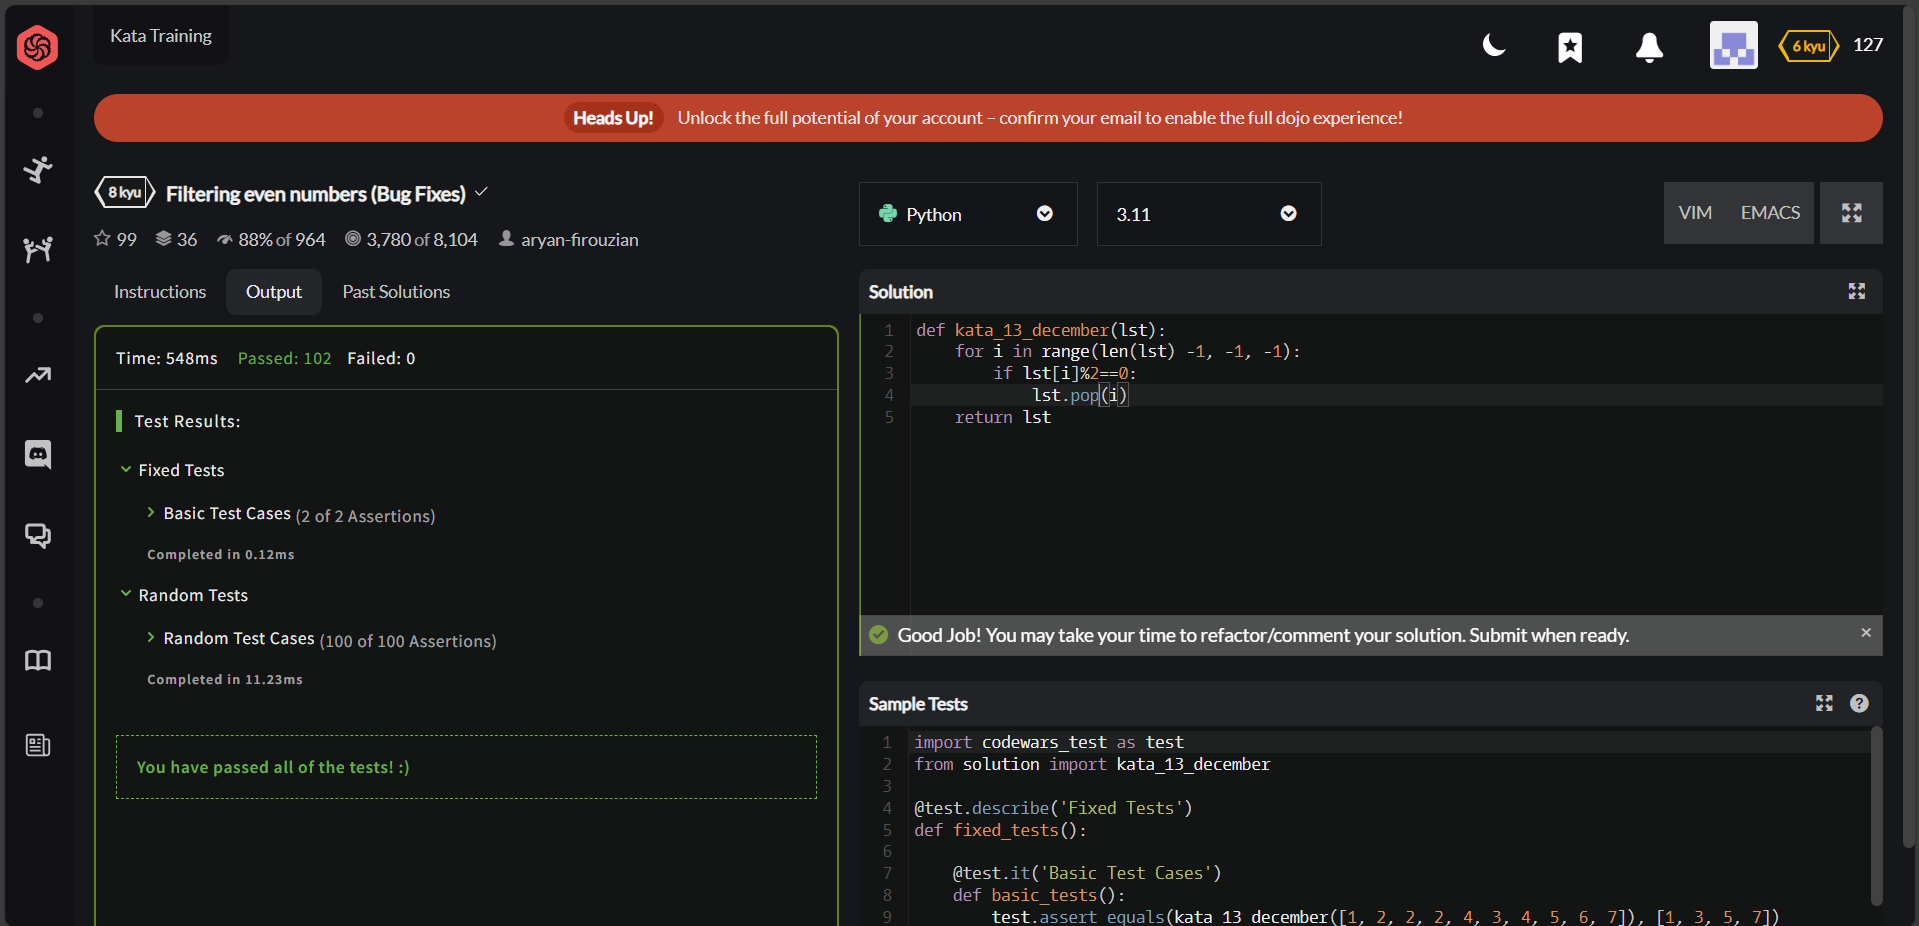 Kata Training
6 kyu 127
Heads Up! Unlock the full potential of your account – confirm your email to enable the full dojo experience!
8 kyu Filtering even numbers (Bug Fixes)
99 36 88% of 964 3,780 of 8,104 aryan-firouzian
Instructions Output Past Solutions
Time: 548ms Passed: 102 Failed: 0
Test Results:
Fixed Tests
Basic Test Cases (2 of 2 Assertions)
Completed in 0.12ms
Random Tests
Random Test Cases (100 of 100 Assertions)
Completed in 11.23ms
You have passed all of the tests! :)
Python 3.11 VIM EMACS
Solution
1 def kata_13_december(lst):
2     for i in range(len(lst) -1, -1, -1):
3         if lst[i]%2==0:
4             lst.pop(i)
5     return lst
Good Job! You may take your time to refactor/comment your solution. Submit when ready.
Sample Tests
1 import codewars_test as test
2 from solution import kata_13_december
3
4 @test.describe('Fixed Tests')
5 def fixed_tests():
6
7     @test.it('Basic Test Cases')
8     def basic_tests():
9         test.assert_equals(kata_13_december([1, 2, 2, 2, 4, 3, 4, 5, 6, 7]), [1, 3, 5, 7])